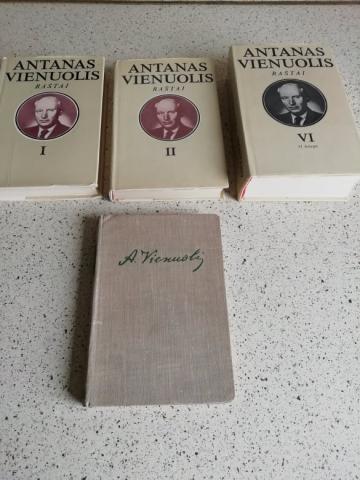 ANTANAS
VIENUOLIS
RAŠTAI
I
ANTANAS
VIENUOLIS
RAŠTAI
II
ANTANAS
VIENUOLIS
RAŠTAI
VI
A. Vienuolis